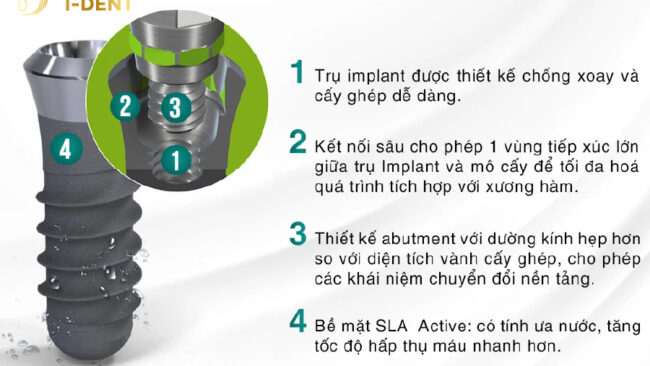 I-DENT
1 Trụ implant được thiết kế chống xoay và
cấy ghép dễ dàng.
2 Kết nối sâu cho phép 1 vùng tiếp xúc lớn
giữa trụ Implant và mô cấy để tối đa hoá
quá trình tích hợp với xương hàm.
3 Thiết kế abutment với dường kính hẹp hơn
so với diện tích vành cấy ghép, cho phép
các khái niệm chuyển đổi nền tảng.
4 Bề mặt SLA Active: có tính ưa nước, tăng
tốc độ hấp thụ máu nhanh hơn.
2
3
1
4